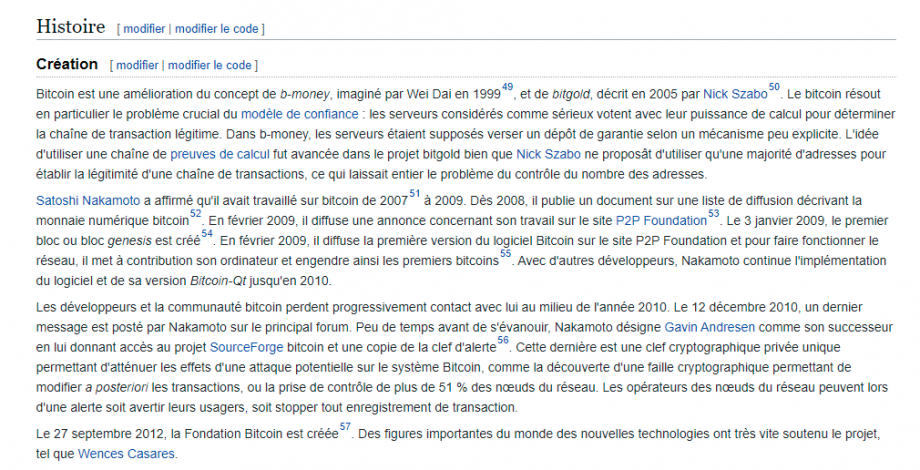 Histoire [ modifier | modifier le code ]
Création [ modifier | modifier le code ]
Bitcoin est une amélioration du concept de b-money, imaginé par Wei Dai en 1999 49, et de bitgold, décrit en 2005 par Nick Szabo 50. Le bitcoin résout
en particulier le problème crucial du modèle de confiance : les serveurs considérés comme sérieux votent avec leur puissance de calcul pour déterminer
la chaîne de transaction légitime. Dans b-money, les serveurs étaient supposés verser un dépôt de garantie selon un mécanisme peu explicite. L'idée
d'utiliser une chaîne de preuves de calcul fut avancée dans le projet bitgold bien que Nick Szabo ne proposât d'utiliser qu'une majorité d'adresses pour
établir la légitimité d'une chaîne de transactions, ce qui laissait entier le problème du contrôle du nombre des adresses.
Satoshi Nakamoto a affirmé qu'il avait travaillé sur bitcoin de 2007 51 à 2009. Dès 2008, il publie un document sur une liste de diffusion décrivant la
monnaie numérique bitcoin 52. En février 2009, il diffuse une annonce concernant son travail sur le site P2P Foundation 53. Le 3 janvier 2009, le premier
bloc ou bloc genesis est créé 54. En février 2009, il diffuse la première version du logiciel Bitcoin sur le site P2P Foundation et pour faire fonctionner le
réseau, il met à contribution son ordinateur et engendre ainsi les premiers bitcoins 55. Avec d'autres développeurs, Nakamoto continue l'implémentation
du logiciel et de sa version Bitcoin-Qt jusqu'en 2010.
Les développeurs et la communauté bitcoin perdent progressivement contact avec lui au milieu de l'année 2010. Le 12 décembre 2010, un dernier
message est posté par Nakamoto sur le principal forum. Peu de temps avant de s'évanouir, Nakamoto désigne Gavin Andresen comme son successeur
en lui donnant accès au projet SourceForge bitcoin et une copie de la clef d'alerte 56. Cette dernière est une clef cryptographique privée unique
permettant d'atténuer les effets d'une attaque potentielle sur le système Bitcoin, comme la découverte d'une faille cryptographique permettant de
modifier a posteriori les transactions, ou la prise de contrôle de plus de 51 % des nœuds du réseau. Les opérateurs des nœuds du réseau peuvent lors
d'une alerte soit avertir leurs usagers, soit stopper tout enregistrement de transaction.
Le 27 septembre 2012, la Fondation Bitcoin est créée 57. Des figures importantes du monde des nouvelles technologies ont très vite soutenu le projet,
tel que Wences Casares.